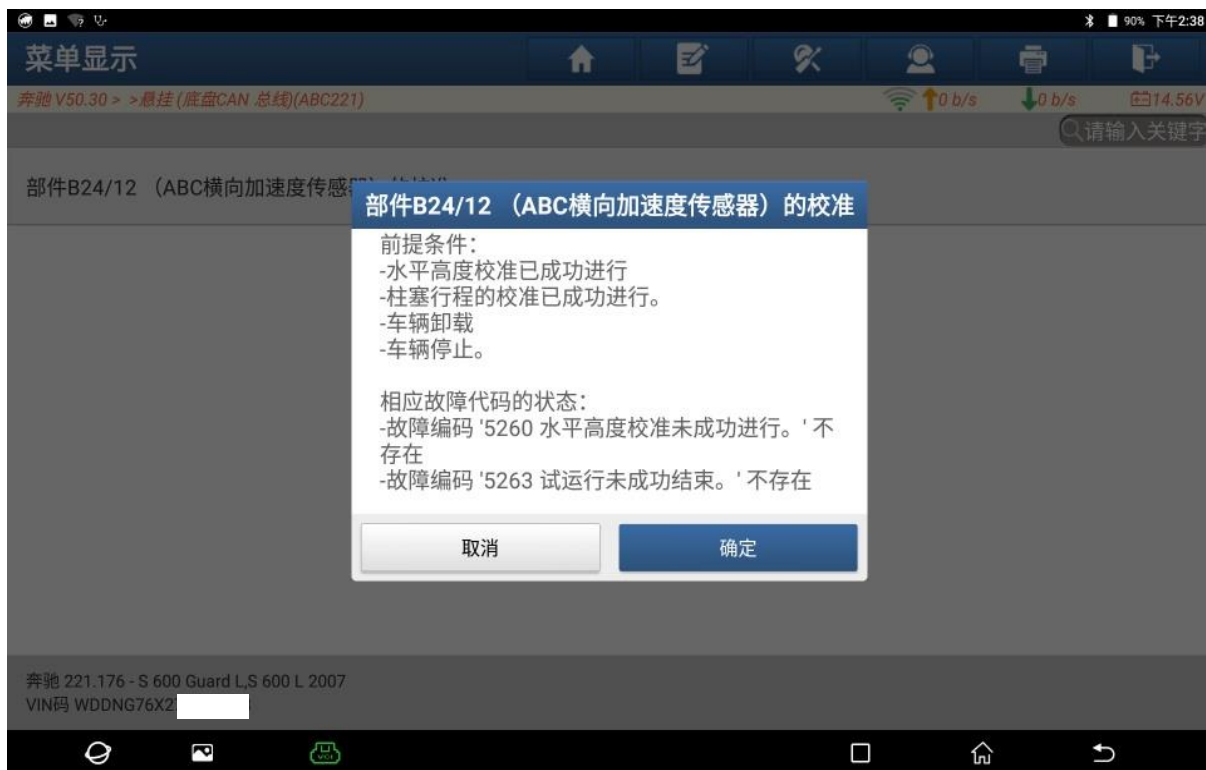 90% 下午2:38
菜单显示
奔驰 V50.30 > >悬挂 (底盘CAN 总线)(ABC221)
0 b/s
0 b/s
14.56V
请输入关键字
部件B24/12 （ABC横向加速度传感
部件B24/12 （ABC横向加速度传感器）的校准
前提条件：
-水平高度校准已成功进行
-柱塞行程的校准已成功进行。
-车辆卸载
-车辆停止。
相应故障代码的状态：
-故障编码 '5260 水平高度校准未成功进行。' 不
存在
-故障编码 '5263 试运行未成功结束。' 不存在
取消
确定
奔驰 221.176 - S 600 Guard L,S 600 L 2007
VIN码 WDDNG76X2
VCI